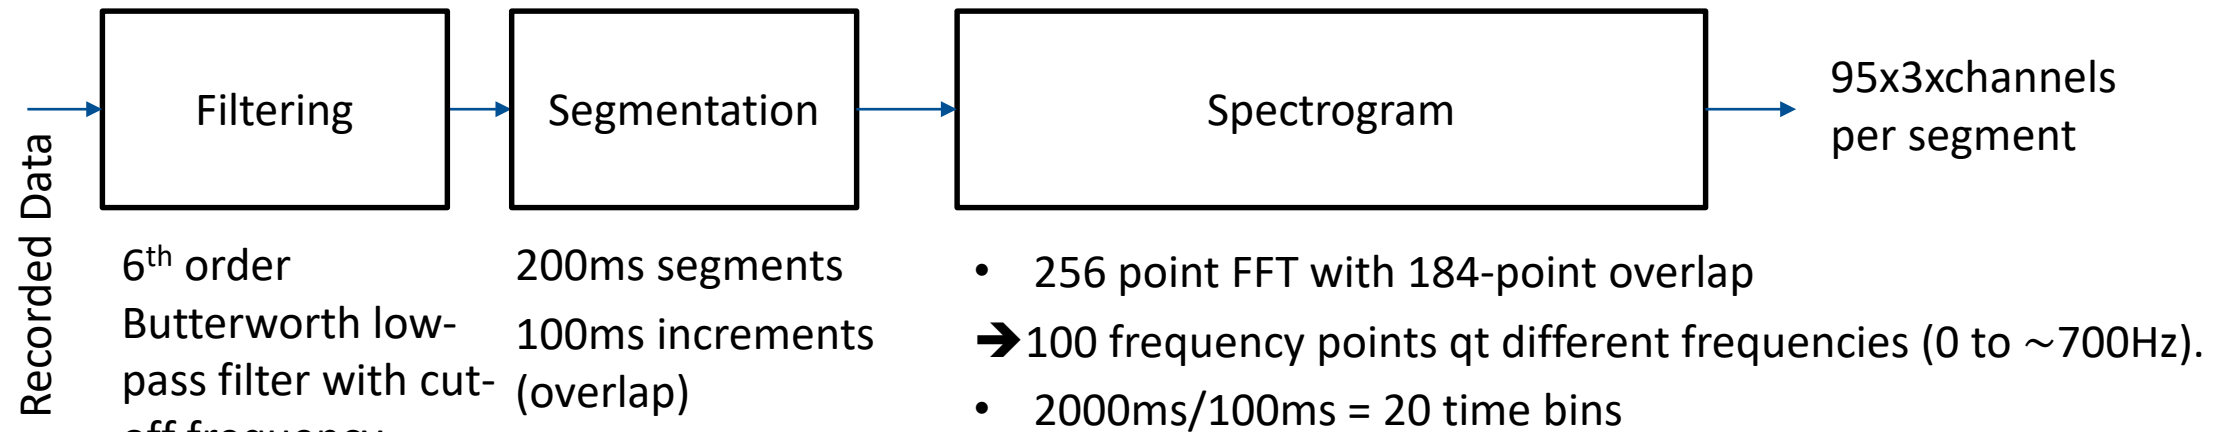 Recorded Data
Filtering
Segmentation
Spectrogram
95x3xchannels
per segment
6th order
Butterworth low-
pass filter with cut-
off frequency
200ms segments
100ms increments
(overlap)
• 256 point FFT with 184-point overlap
➔100 frequency points qt different frequencies (0 to ~700Hz).
• 2000ms/100ms = 20 time bins